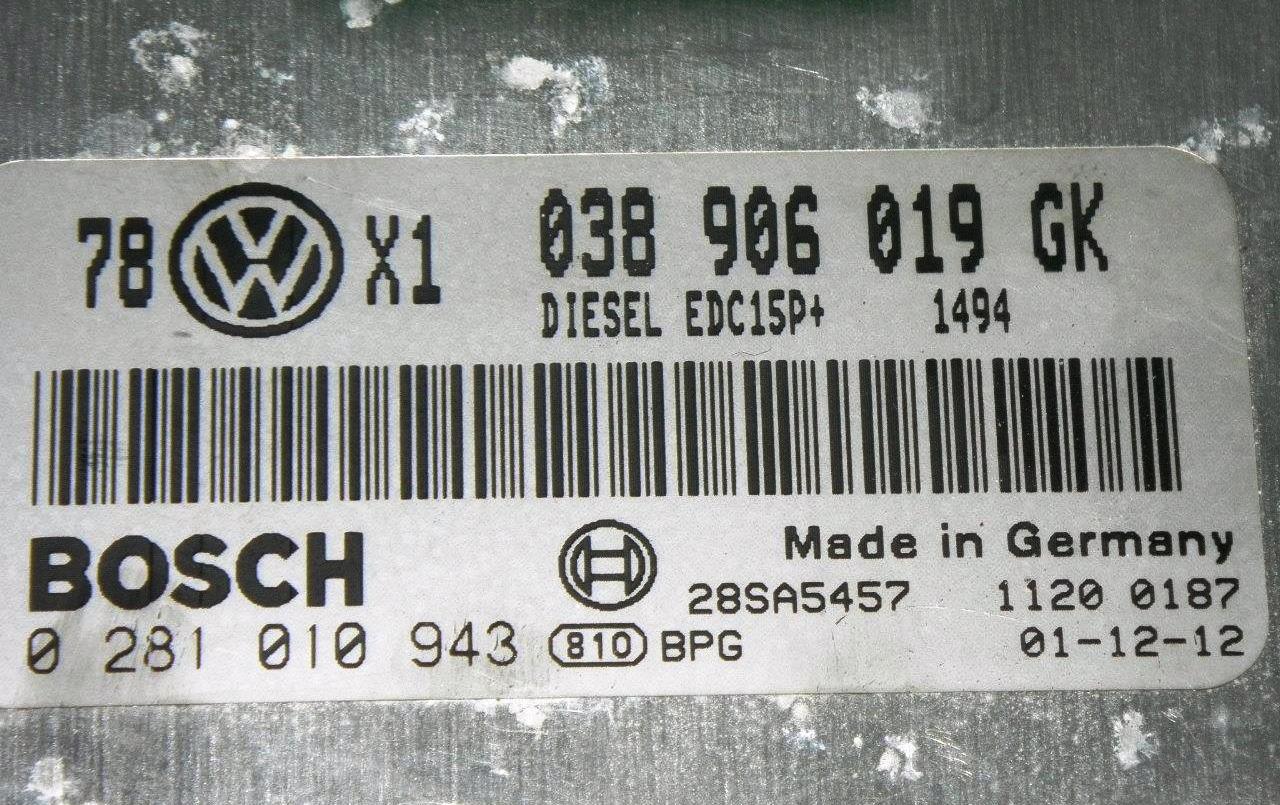 78 VW X1 038 906 019 GK
DIESEL EDC15P+ 1494
BOSCH
Made in Germany
28SA5457 1120 0187
0 281 010 943 810 BPG 01-12-12